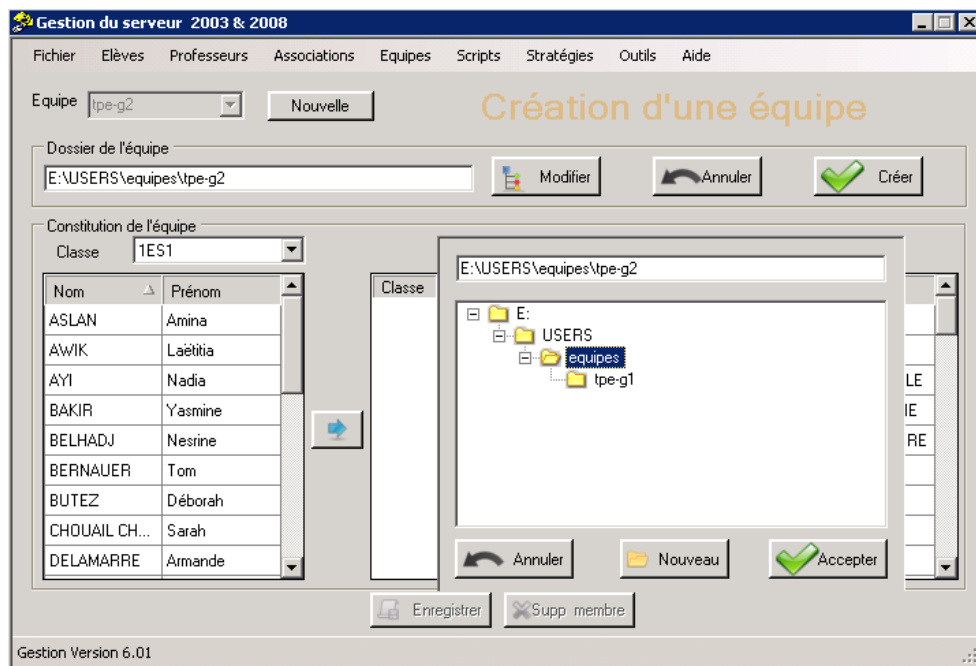 Gestion du serveur 2003 & 2008
Fichier Elèves Professeurs Associations Equipes Scripts Stratégies Outils Aide
Equipe tpe-g2 Nouvelle Création d'une équipe
Dossier de l'équipe
E:\USERS\equipes\tpe-g2 Modifier Annuler Créer
Constitution de l'équipe
Classe 1ES1
Nom Prénom
ASLAN Amina
AWIK Laëtitia
AYI Nadia
BAKIR Yasmine
BELHADJ Nesrine
BERNAUER Tom
BUTEZ Déborah
CHOUAIL CH... Sarah
DELAMARRE Armande
Classe
E:\USERS\equipes\tpe-g2
E:
USERS
equipes
tpe-g1
LE
IE
RE
Annuler Nouveau Accepter
Enregistrer Supp membre
Gestion Version 6.01